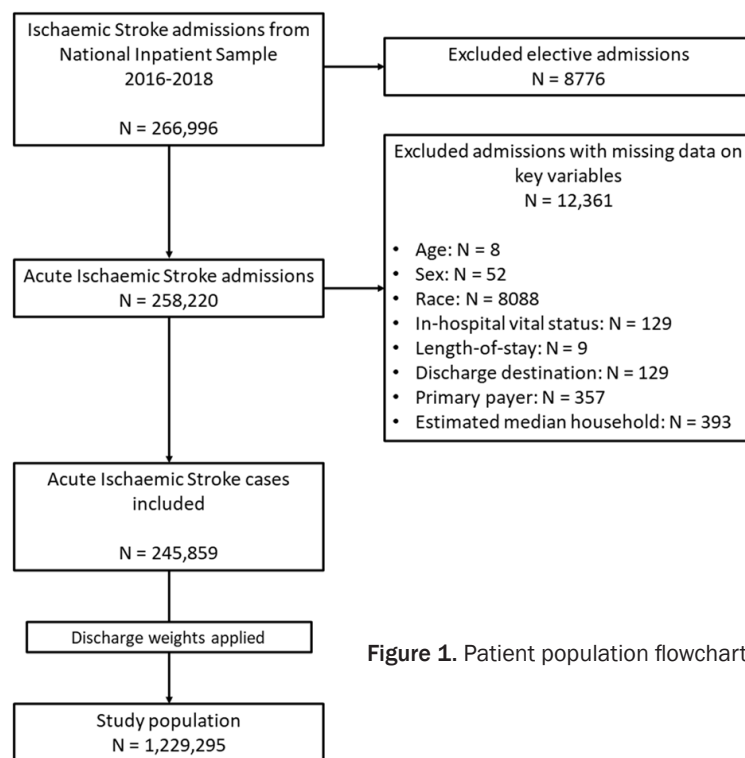 Ischaemic Stroke admissions from
National Inpatient Sample
2016-2018
N = 266,996
Excluded elective admissions
N = 8776
Excluded admissions with missing data on
key variables
N = 12,361
• Age: N = 8
• Sex: N = 52
• Race: N = 8088
• In-hospital vital status: N = 129
• Length-of-stay: N = 9
• Discharge destination: N = 129
• Primary payer: N = 357
• Estimated median household: N = 393
Acute Ischaemic Stroke admissions
N = 258,220
Acute Ischaemic Stroke cases
included
N = 245,859
Discharge weights applied
Figure 1. Patient population flowchart
Study population
N = 1,229,295